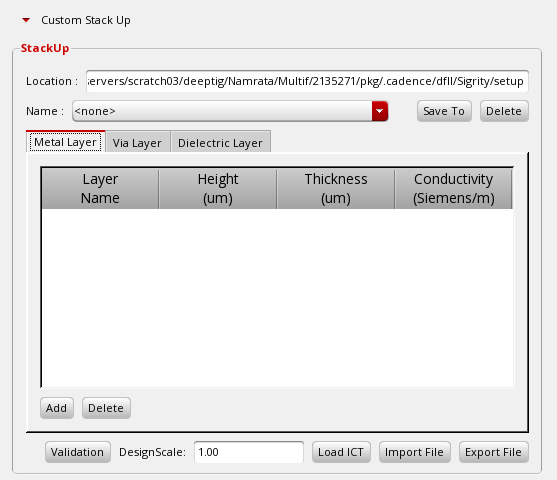 Custom Stack Up
StackUp
Location : :ervers/scratch03/deeptig/Namrata/Multif/2135271/pkg/.cadence/dfII/Sigrity/setup
Name : <none> Save To Delete
Metal Layer Via Layer Dielectric Layer
Layer Height Thickness Conductivity
Name (um) (um) (Siemens/m)
Add Delete
Validation DesignScale: 1.00 Load ICT Import File Export File